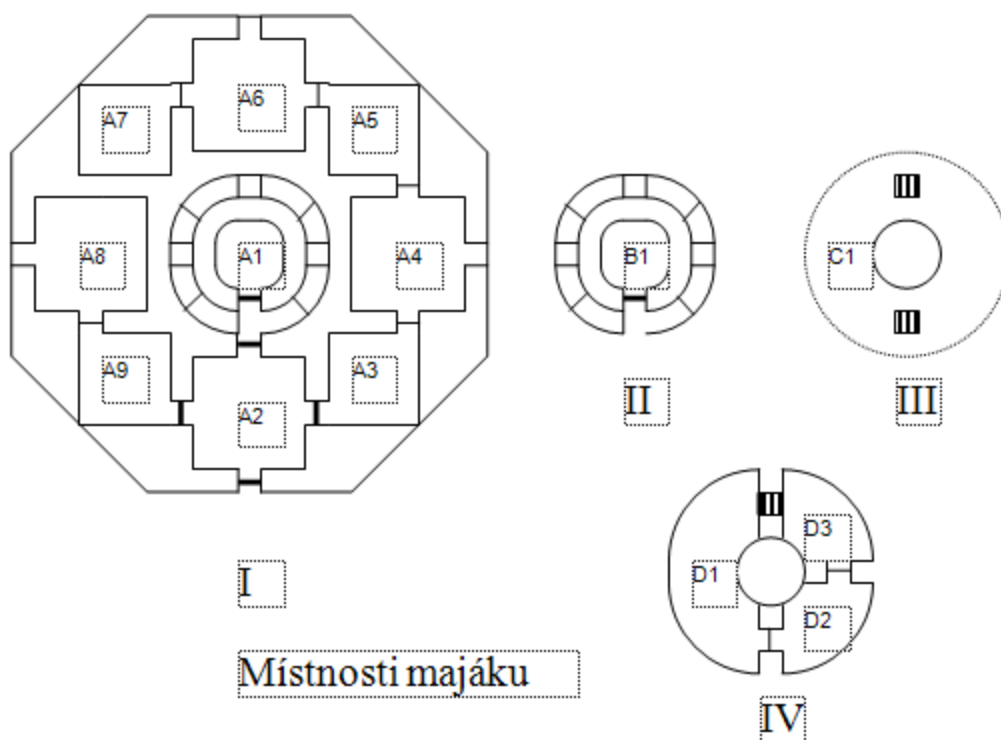 A6
A7
A5
A8
A1
A4
B1
C1
A9
A3
A2
II
III
D3
D1
D2
I
Místnosti majáku
IV